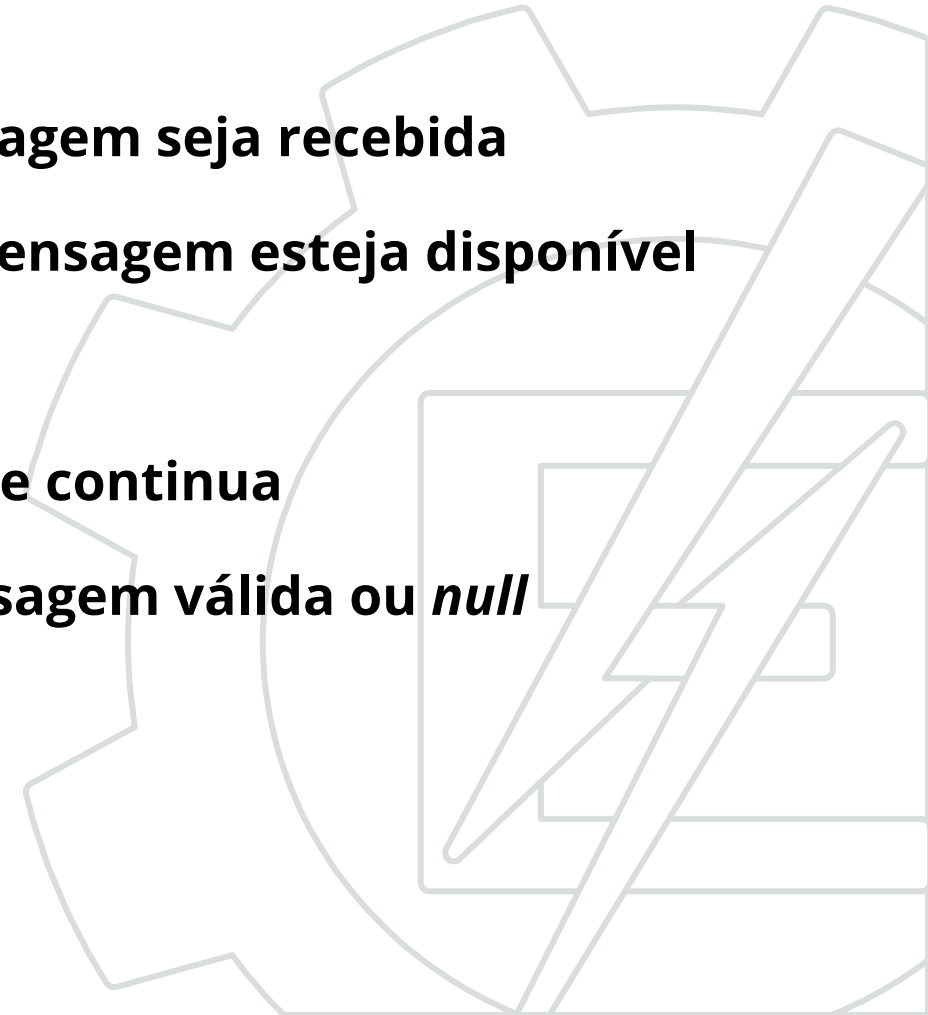 agem seja recebida
ensagem esteja disponível
e continua
sagem válida ou null